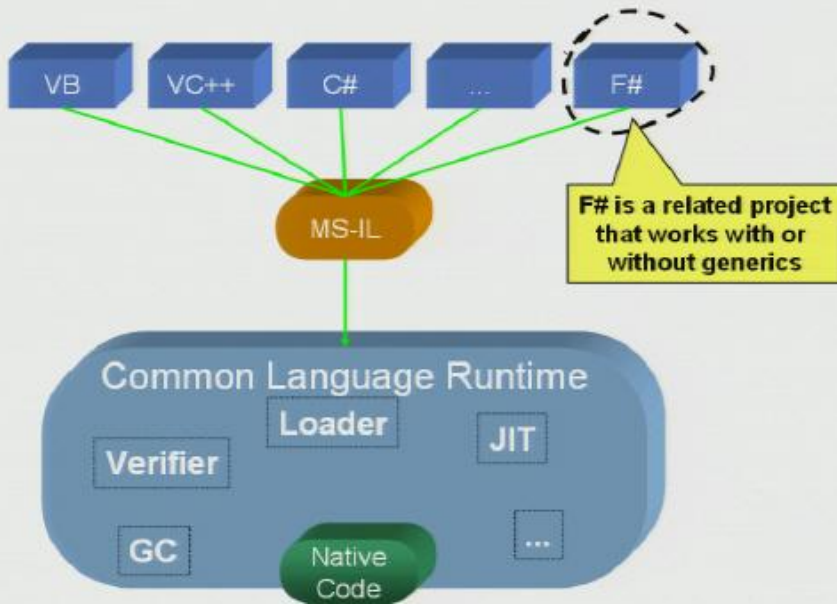 VB
VC++
C#
...
F#
MS-IL
F# is a related project
that works with or
without generics
Common Language Runtime
Loader
JIT
Verifier
GC
...
Native
Code